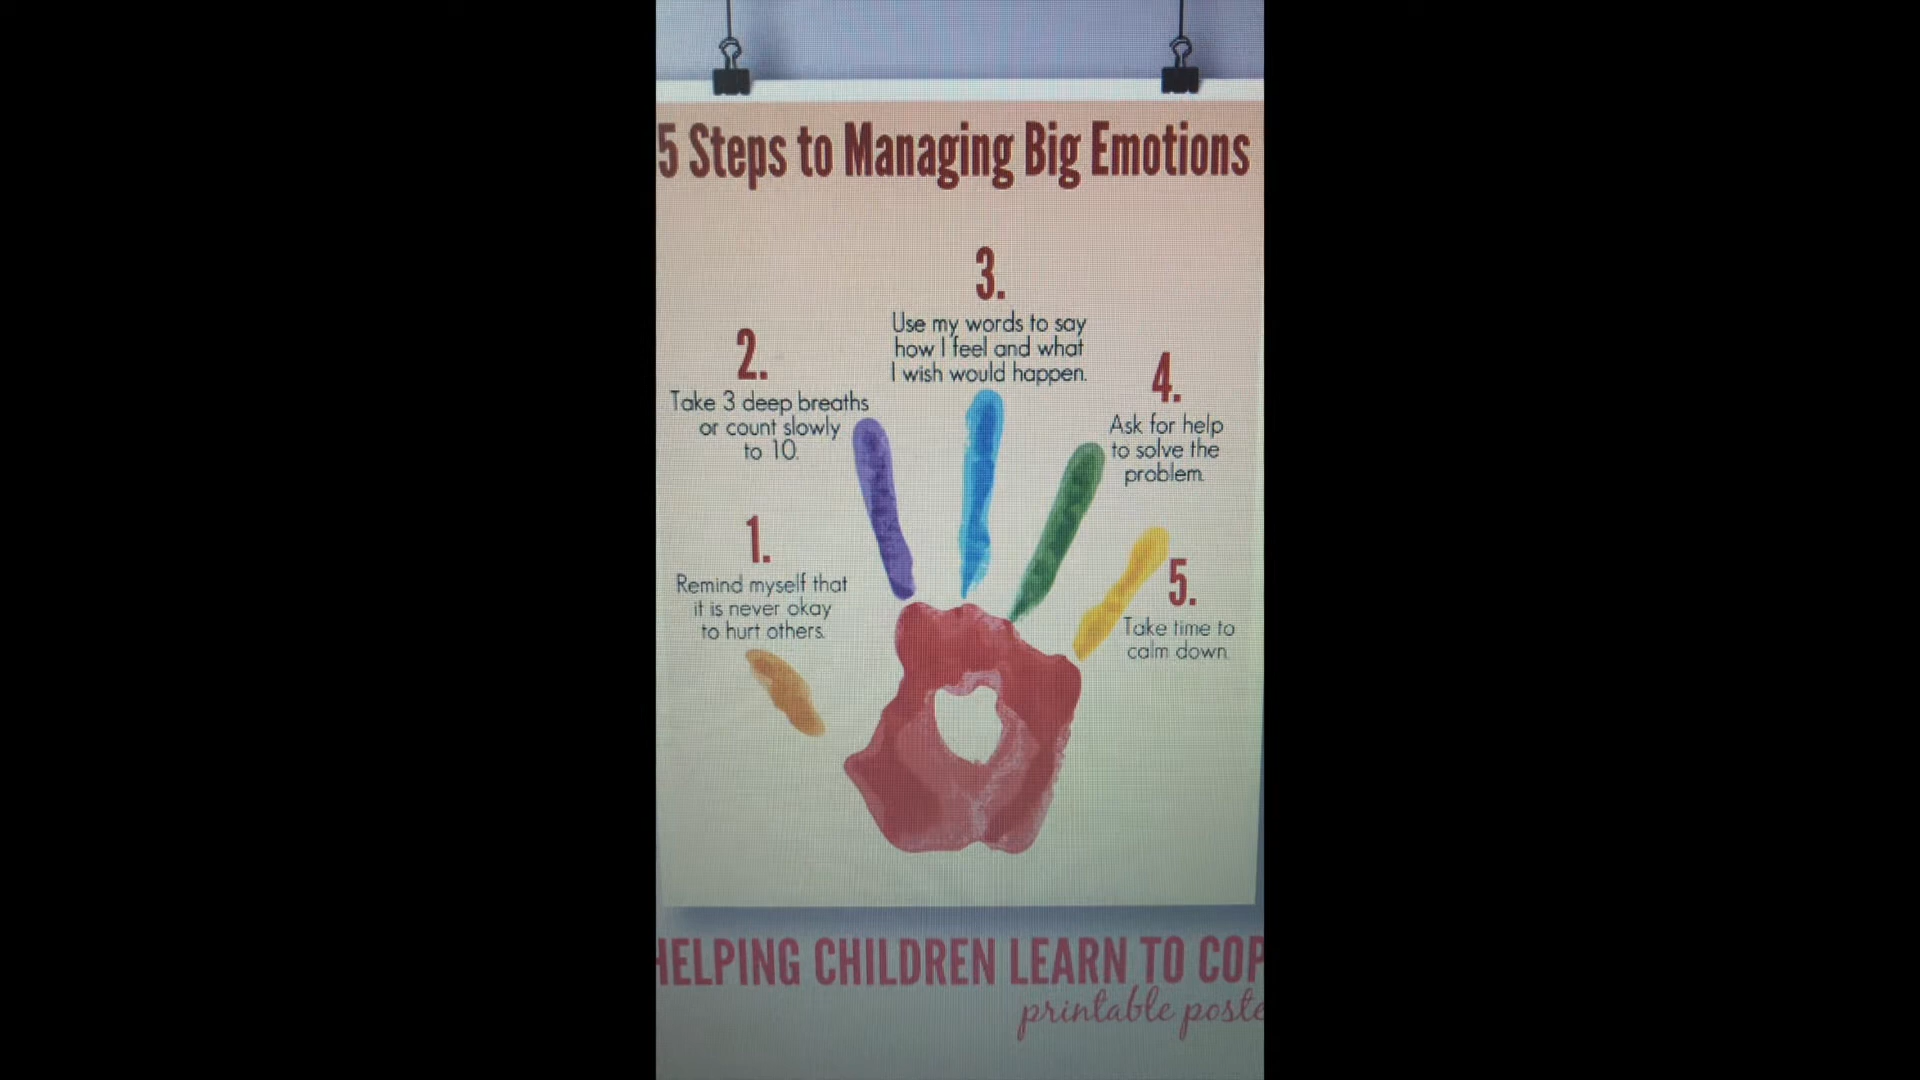 5 Steps to Managing Big Emotions
1.
Remind myself that
it is never okay
to hurt others.
2.
Take 3 deep breaths
or count slowly
to 10.
3.
Use my words to say
how I feel and what
I wish would happen.
4.
Ask for help
to solve the
problem.
5.
Take time to
calm down.
HELPING CHILDREN LEARN TO COP
printable poste